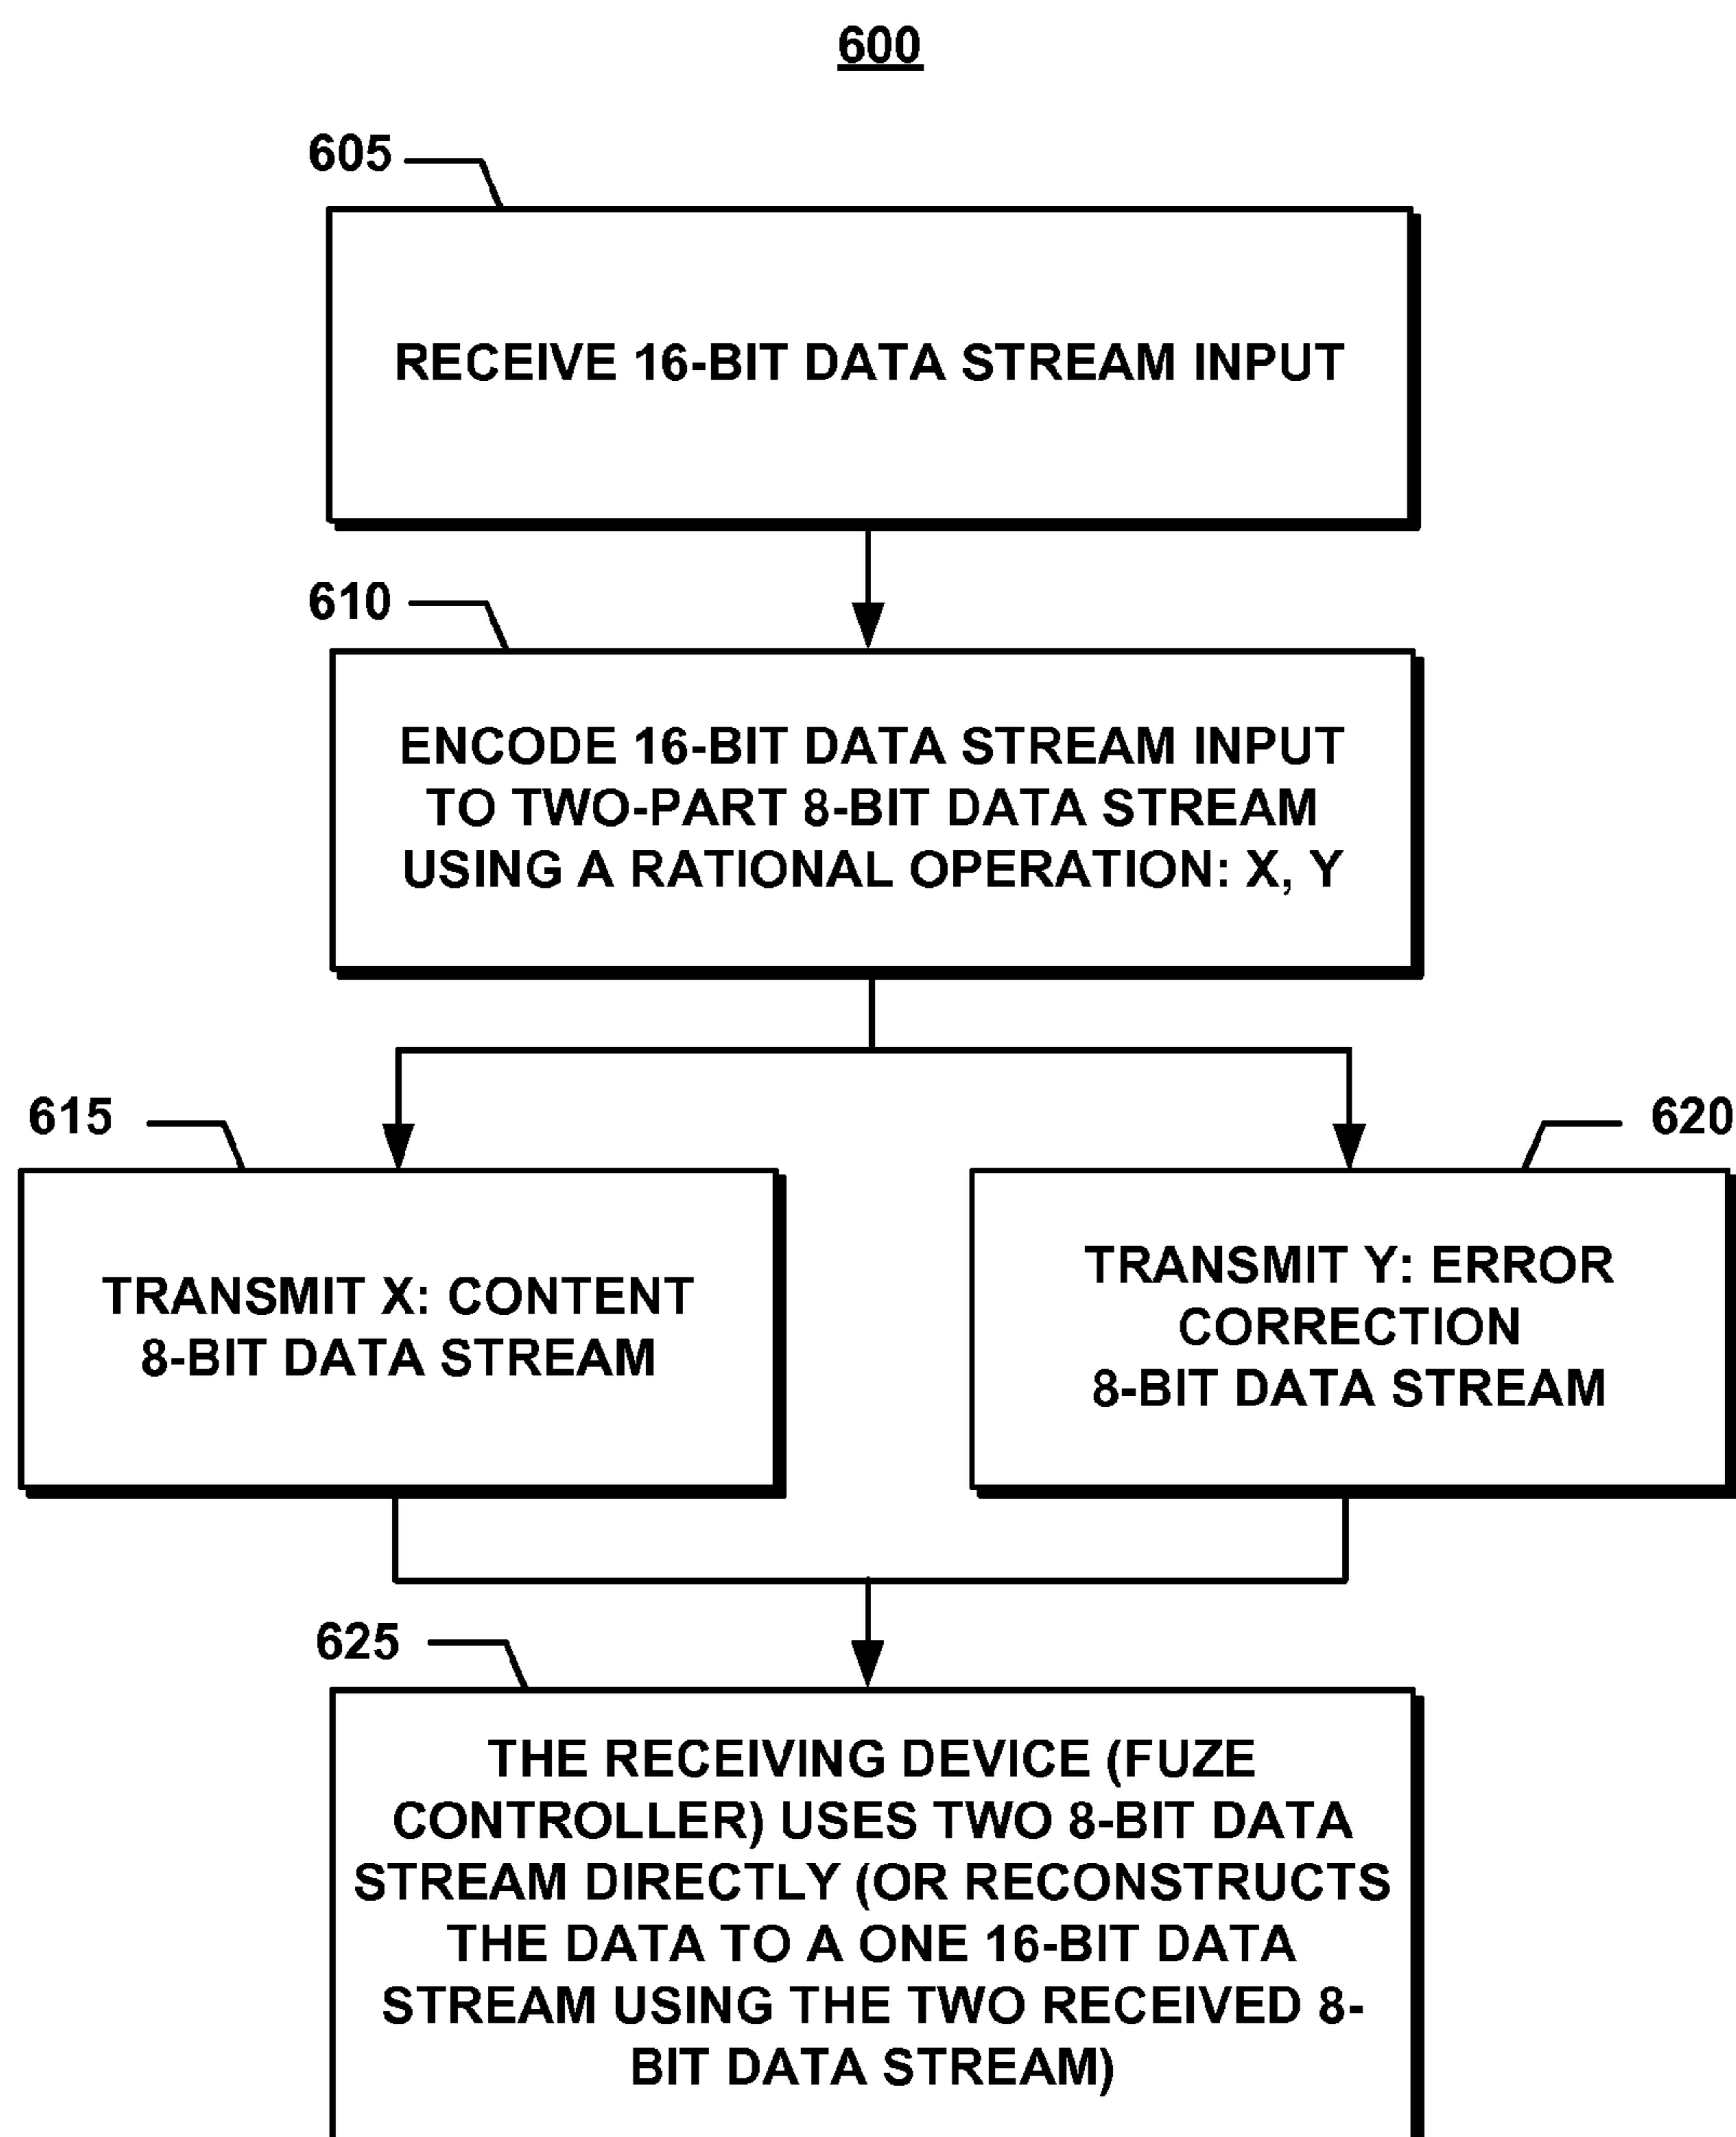 600
605
RECEIVE 16-BIT DATA STREAM INPUT
610
ENCODE 16-BIT DATA STREAM INPUT
TO TWO-PART 8-BIT DATA STREAM
USING A RATIONAL OPERATION: X, Y
615
TRANSMIT X: CONTENT
8-BIT DATA STREAM
620
TRANSMIT Y: ERROR
CORRECTION
8-BIT DATA STREAM
625
THE RECEIVING DEVICE (FUZE
CONTROLLER) USES TWO 8-BIT DATA
STREAM DIRECTLY (OR RECONSTRUCTS
THE DATA TO A ONE 16-BIT DATA
STREAM USING THE TWO RECEIVED 8-
BIT DATA STREAM)